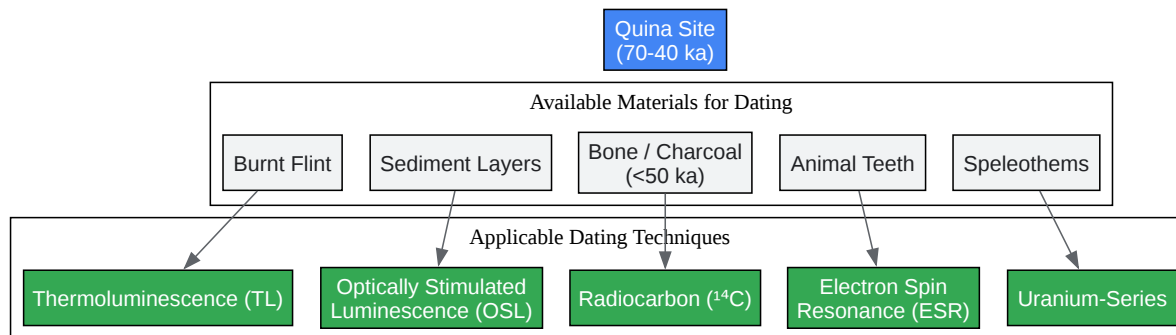 Quina Site
(70-40 ka)
Available Materials for Dating
Burnt Flint
Sediment Layers
Bone / Charcoal
(<50 ka)
Animal Teeth
Speleothems
Applicable Dating Techniques
Thermoluminescence (TL)
Optically Stimulated
Luminescence (OSL)
Radiocarbon (¹⁴C)
Electron Spin
Resonance (ESR)
Uranium-Series